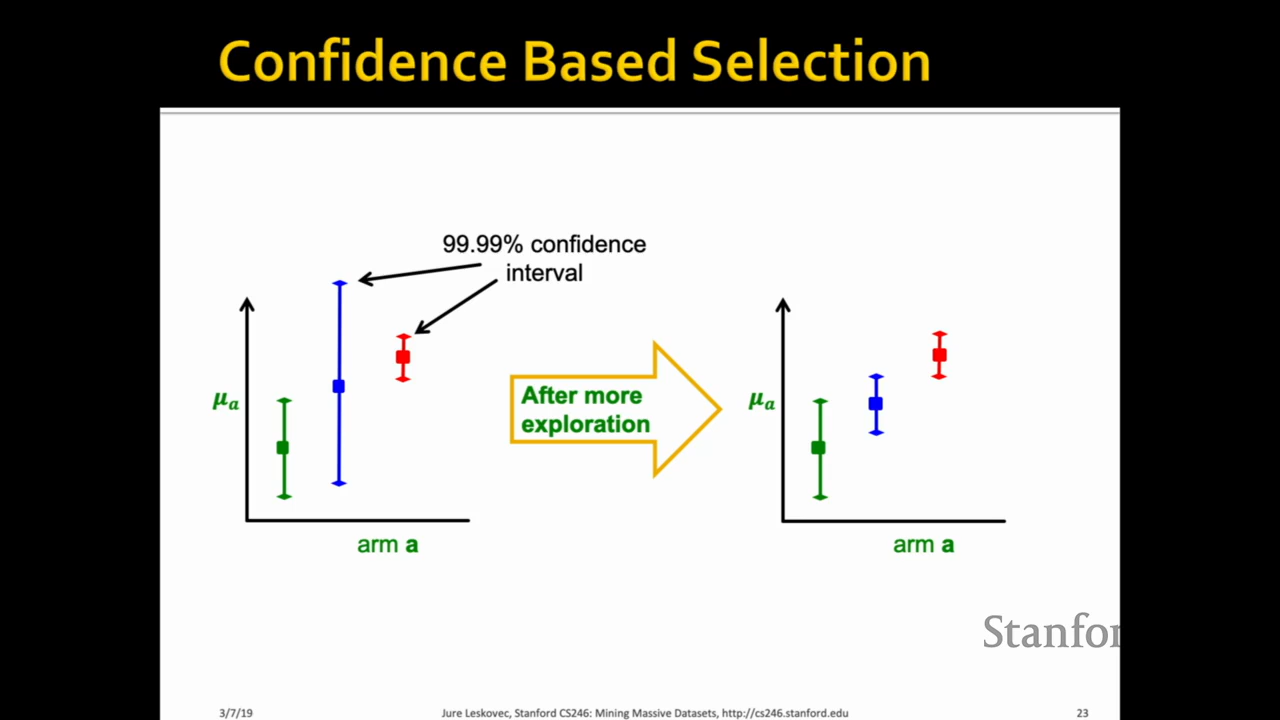 Confidence Based Selection
99.99% confidence
interval
μa
After more
exploration
μa
arm a
arm a
Stanfor
3/7/19
Jure Leskovec, Stanford CS246: Mining Massive Datasets, http://cs246.stanford.edu
23